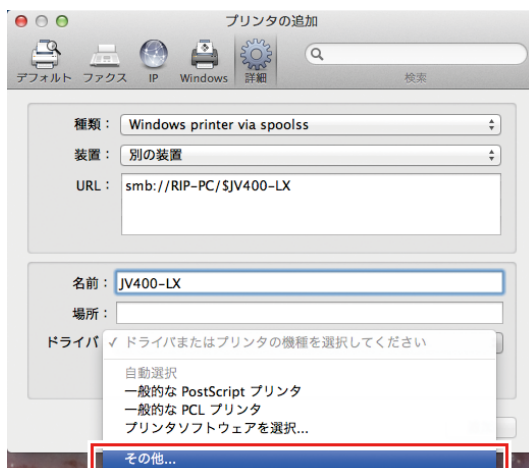 プリンタの追加
デフォルト ファクス IP Windows 詳細 検索
種類： Windows printer via spoolss
装置： 別の装置
URL： smb://RIP-PC/$JV400-LX
名前： JV400-LX
場所：
ドライバ ✓ ドライバまたはプリンタの機種を選択してください
自動選択
一般的な PostScript プリンタ
一般的な PCL プリンタ
プリンタソフトウェアを選択...
その他...